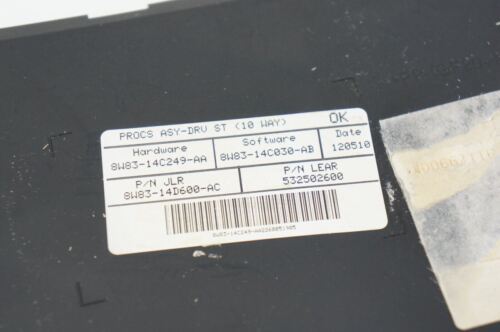 PROCS ASY-DRV ST (10 WAY) OK
Hardware Software Date
8W83-14C249-AA 8W83-14C030-AB 120510
P/N JLR P/N LEAR
8W83-14D600-AC 532502600